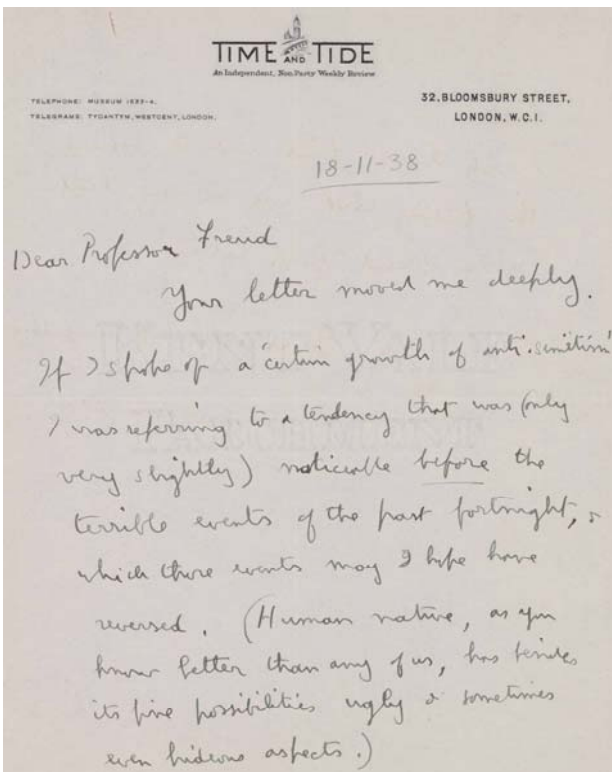 TIME AND TIDE
An Independent, Non-Party Weekly Review
TELEPHONE: MUSEUM 1633-4.
TELEGRAMS: TYDANTYM, WESTCENT, LONDON.
32, BLOOMSBURY STREET,
LONDON, W.C.1.
18-11-38
Dear Professor Freud
Your letter moved me deeply.
If I spoke of a 'certain growth of anti-semitism'
I was referring to a tendency that was (only
very slightly) noticeable before the
terrible events of the past fortnight, &
which those events may I hope have
reversed. (Human nature, as you
know better than any of us, has besides
its fine possibilities ugly & sometimes
even hideous aspects.)